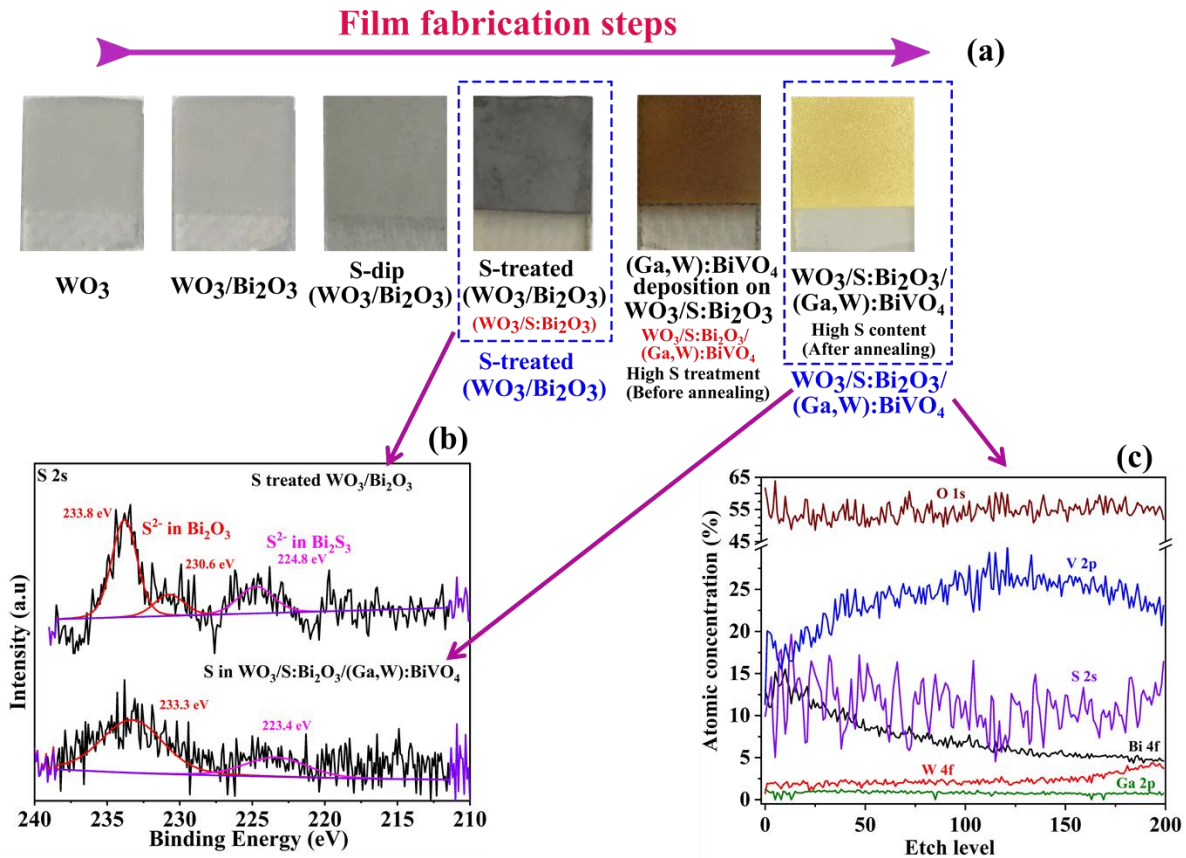 Film fabrication steps
(a)
WO₃
WO₃/Bi₂O₃
S-dip
(WO₃/Bi₂O₃)
S-treated
(WO₃/Bi₂O₃)
(WO₃/S:Bi₂O₃)
S-treated
(WO₃/Bi₂O₃)
(Ga,W):BiVO₄
deposition on
WO₃/S:Bi₂O₃
WO₃/S:Bi₂O₃/
(Ga,W):BiVO₄
High S treatment
(Before annealing)
WO₃/S:Bi₂O₃/
(Ga,W):BiVO₄
High S content
(After annealing)
WO₃/S:Bi₂O₃/
(Ga,W):BiVO₄
(b)
S 2s
S treated WO₃/Bi₂O₃
233.8 eV
S²⁻ in Bi₂O₃
230.6 eV
S²⁻ in Bi₂S₃
224.8 eV
S in WO₃/S:Bi₂O₃/(Ga,W):BiVO₄
233.3 eV
223.4 eV
Intensity (a.u)
240 235 230 225 220 215 210
Binding Energy (eV)
(c)
65
55
45
25
20
15
10
5
0
O 1s
V 2p
S 2s
Bi 4f
W 4f
Ga 2p
Atomic concentration (%)
0 50 100 150 200
Etch level